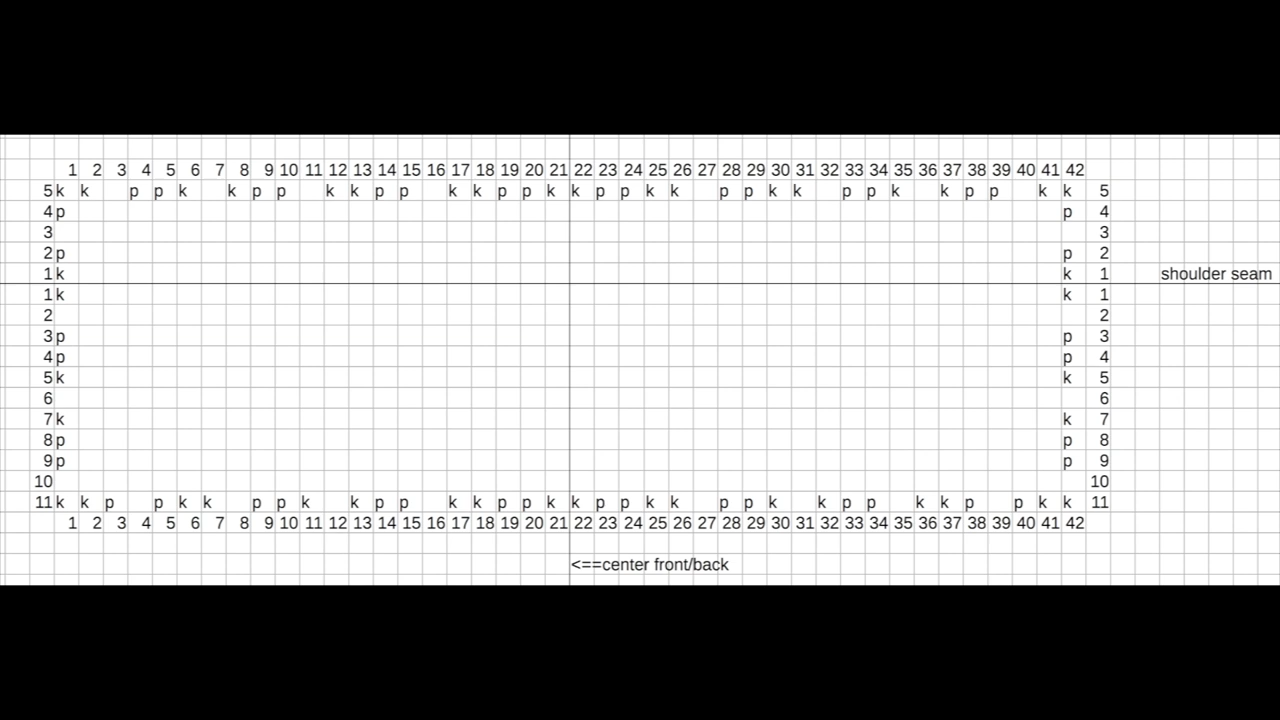 1 2 3 4 5 6 7 8 9 10 11 12 13 14 15 16 17 18 19 20 21 22 23 24 25 26 27 28 29 30 31 32 33 34 35 36 37 38 39 40 41 42
5 k k p p k k p p k k p p k k p p k k p p k k p p k k p p k k p p k k 5
4 p p 4
3 3
2 p p 2
1 k k 1 shoulder seam
1 k k 1
2 2
3 p p 3
4 p p 4
5 k k 5
6 6
7 k k 7
8 p p 8
9 p p 9
10 10
11 k k p p k k p p k k p p k k p p k k p p k k p p k k p p k k p p k k 11
1 2 3 4 5 6 7 8 9 10 11 12 13 14 15 16 17 18 19 20 21 22 23 24 25 26 27 28 29 30 31 32 33 34 35 36 37 38 39 40 41 42
<==center front/back